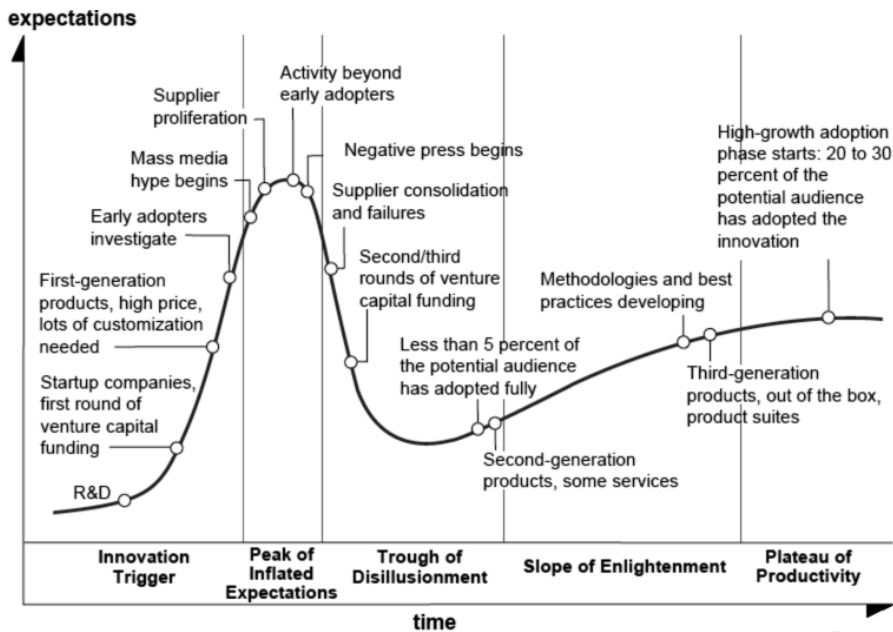 expectations
Activity beyond
early adopters
Supplier
proliferation
Negative press begins
Mass media
hype begins
High-growth adoption
phase starts: 20 to 30
percent of the
potential audience
has adopted the
innovation
Supplier consolidation
and failures
Early adopters
investigate
Second/third
rounds of venture
capital funding
Methodologies and best
practices developing
First-generation
products, high price,
lots of customization
needed
Less than 5 percent of
the potential audience
has adopted fully
Third-generation
products, out of the box,
product suites
Startup companies,
first round of
venture capital
funding
Second-generation
products, some services
R&D
Innovation
Trigger
Peak of
Inflated
Expectations
Trough of
Disillusionment
Slope of Enlightenment
Plateau of
Productivity
time